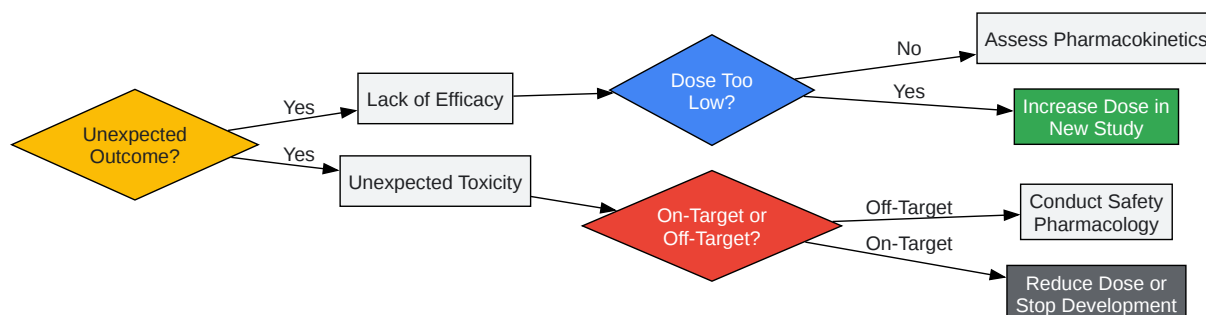 Unexpected
Outcome?
Yes
Lack of Efficacy
Dose Too
Low?
No
Assess Pharmacokinetics
Yes
Increase Dose in
New Study
Yes
Unexpected Toxicity
On-Target or
Off-Target?
Off-Target
Conduct Safety
Pharmacology
On-Target
Reduce Dose or
Stop Development